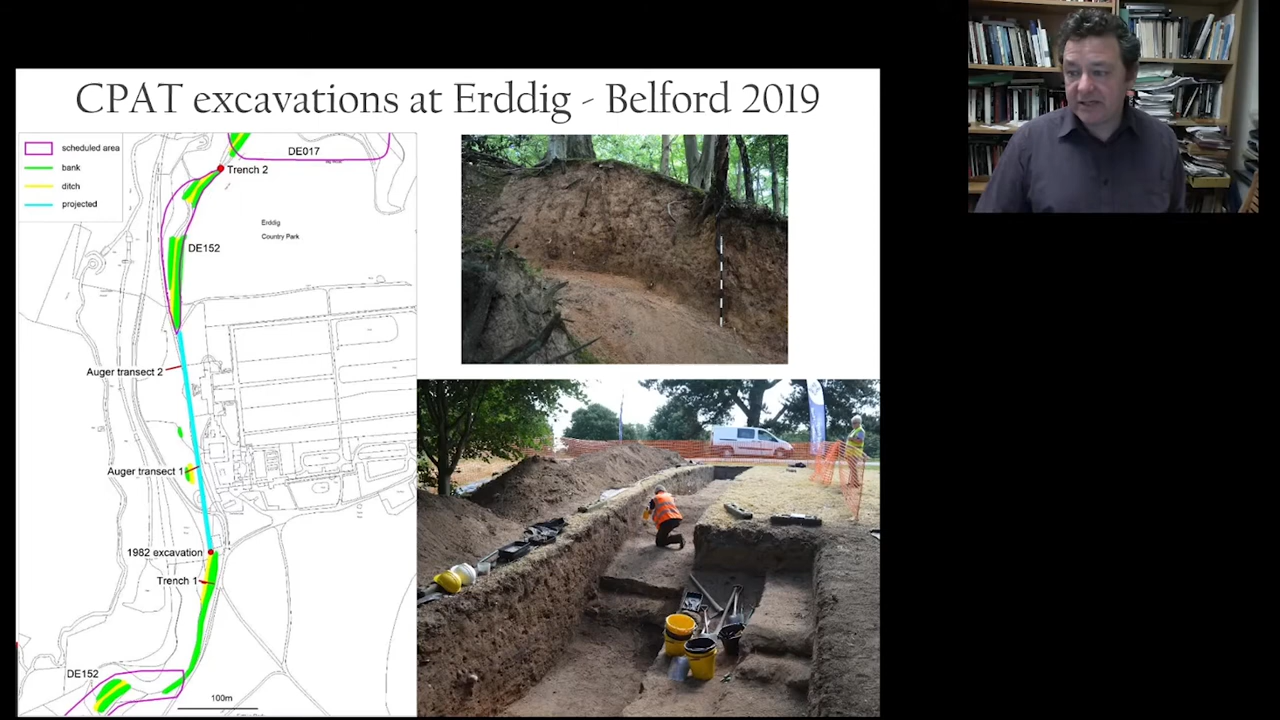 CPAT excavations at Erddig - Belford 2019
scheduled area
bank
ditch
projected
DE017
Trench 2
Erddig
Country Park
DE152
Auger transect 2
Auger transect 1
1982 excavation
Trench 1
DE152
100m